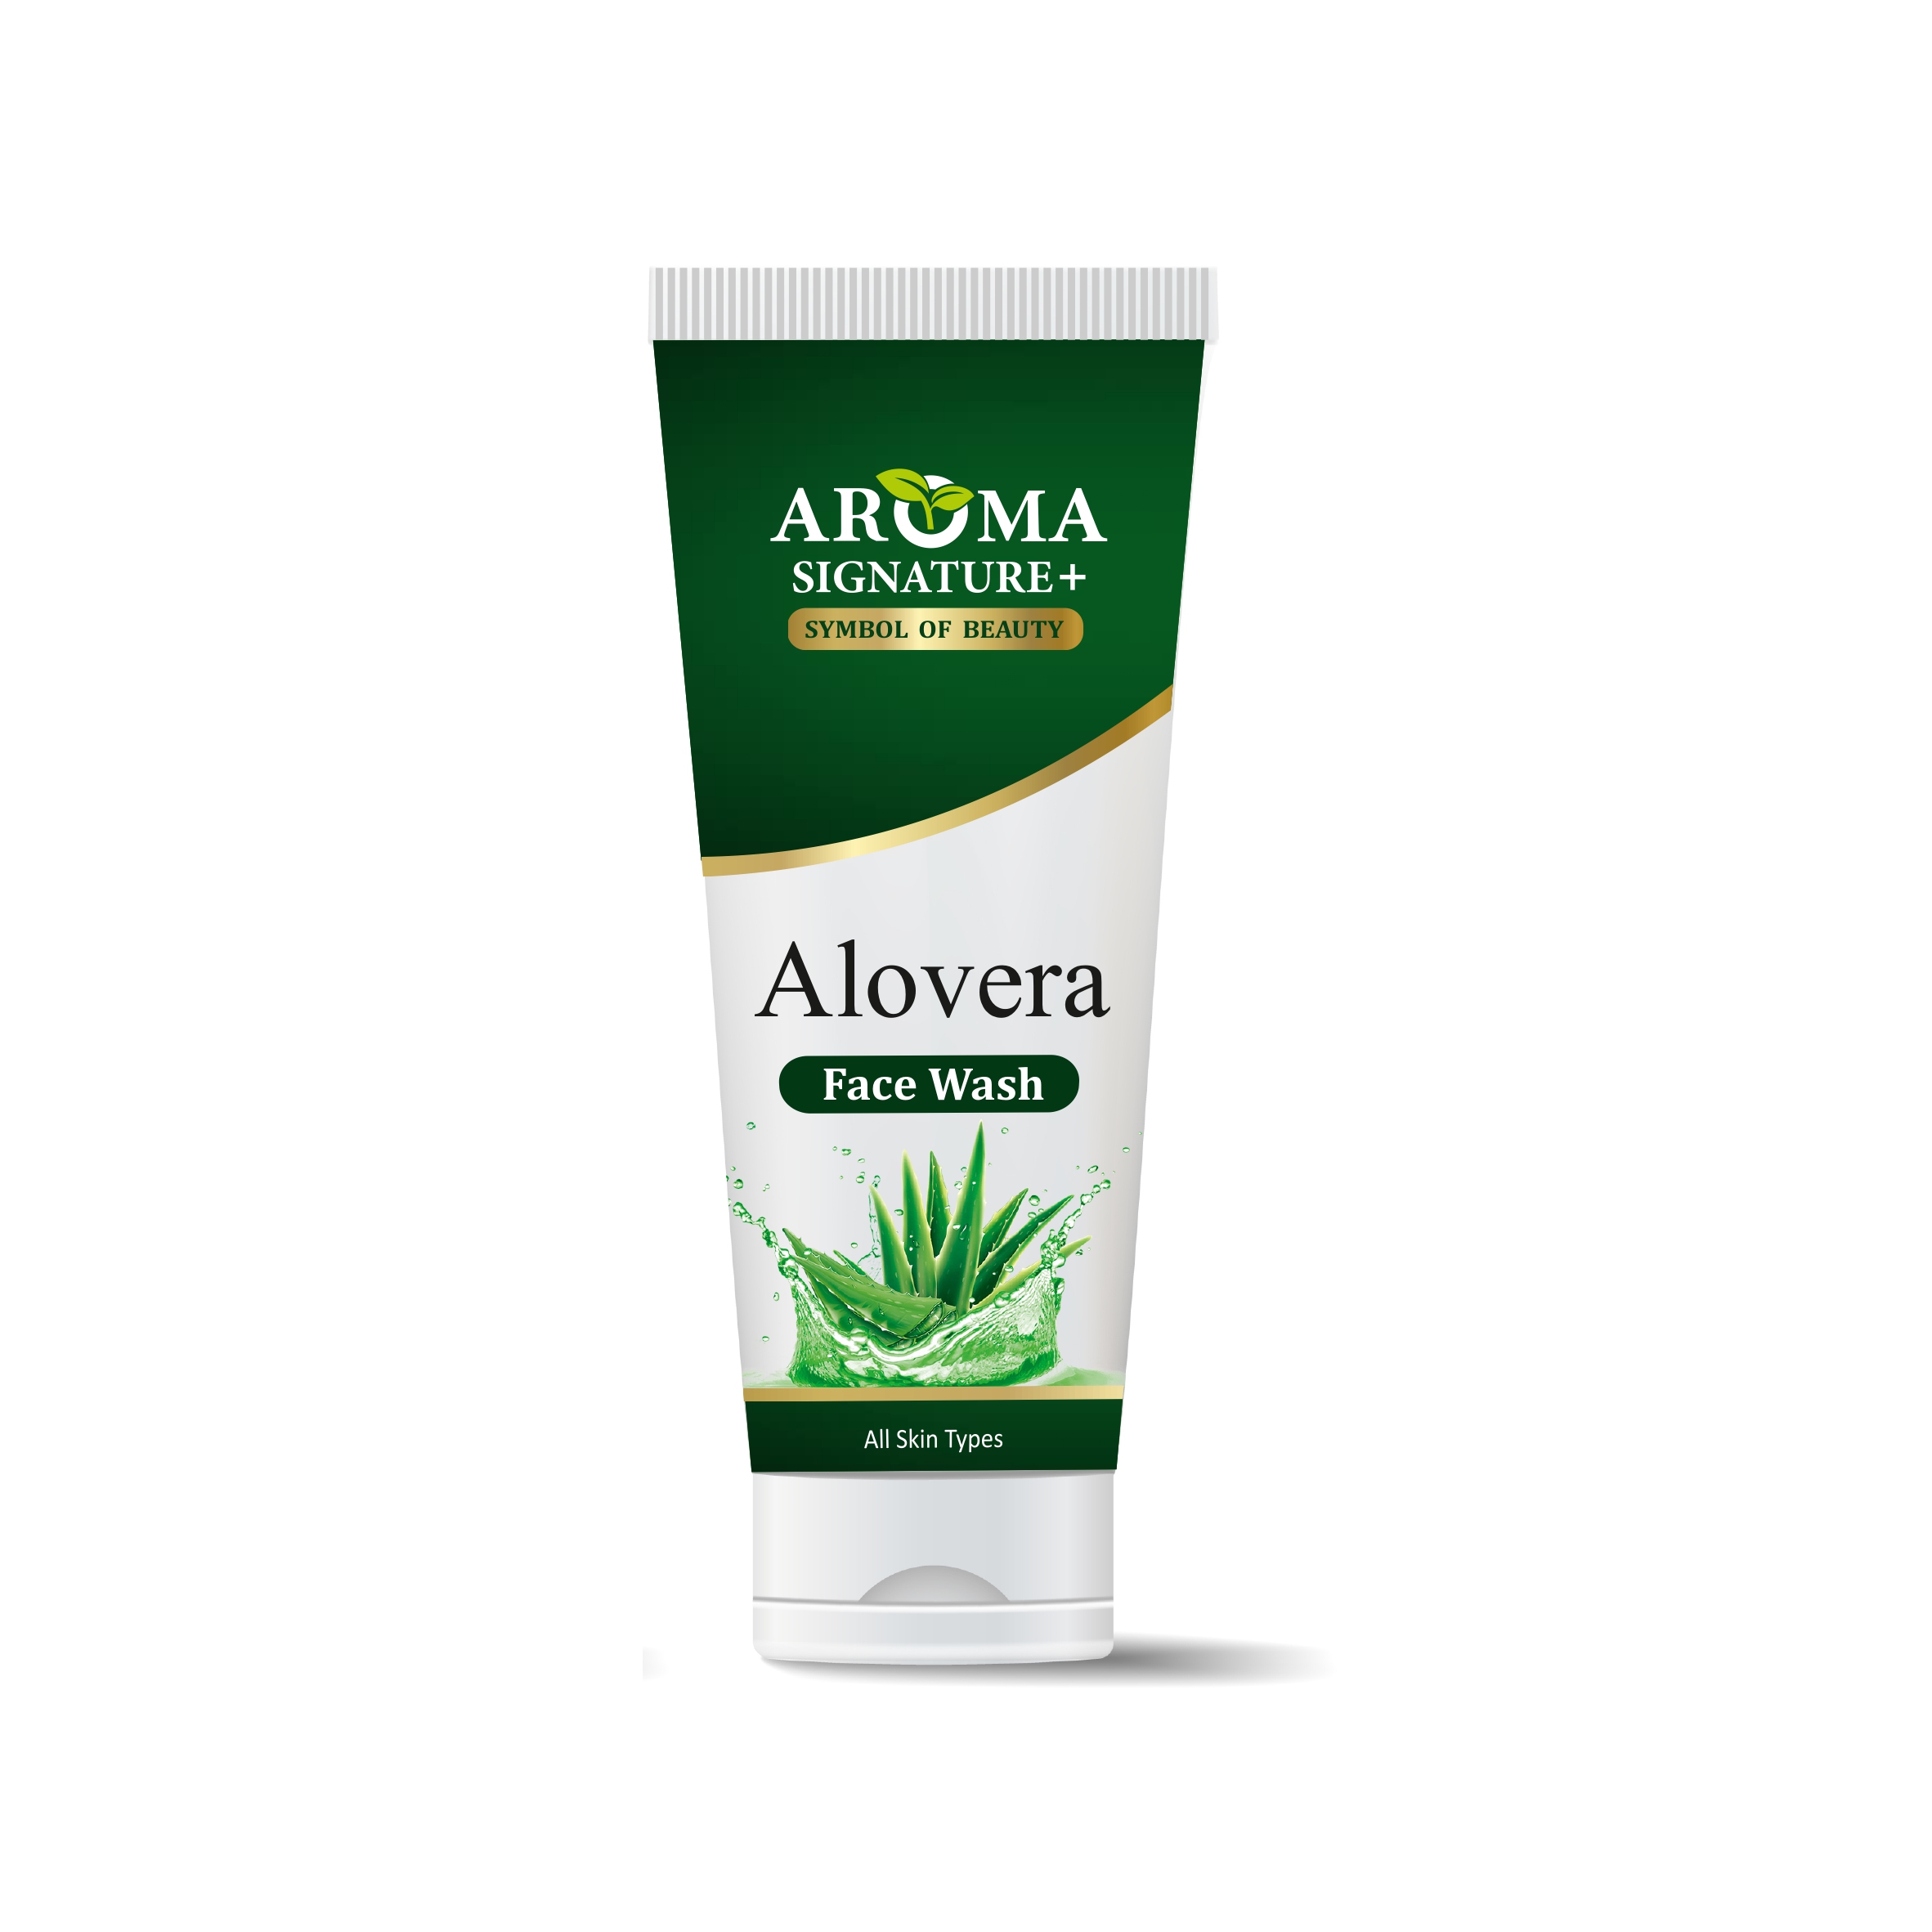 AROMA
SIGNATURE+
SYMBOL OF BEAUTY
Alovera
Face Wash
All Skin Types